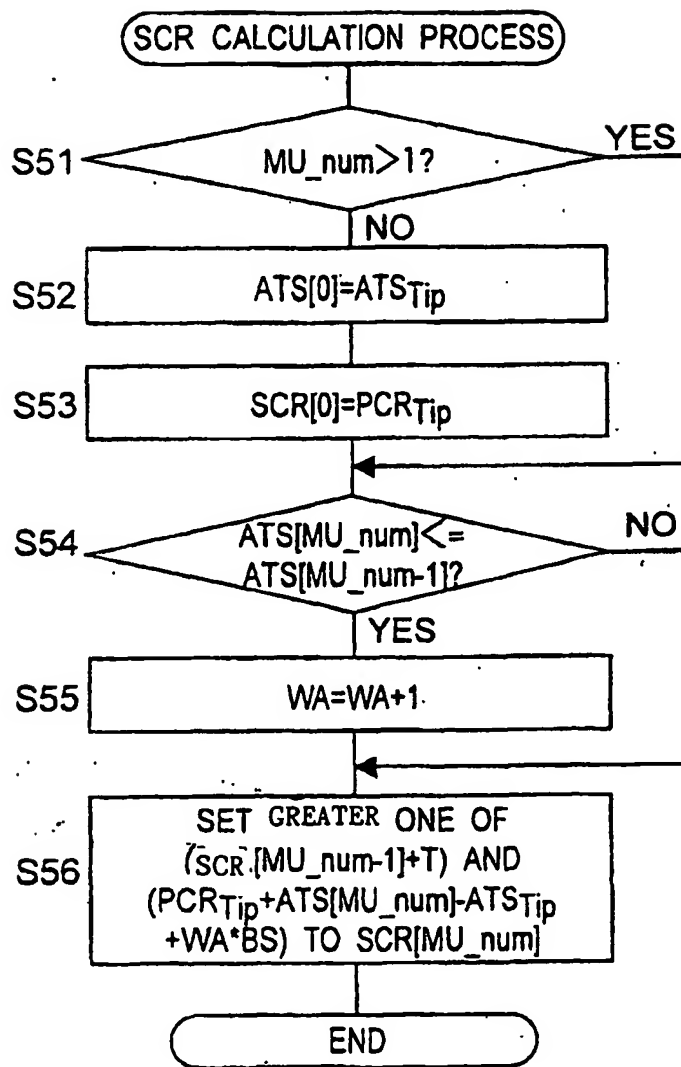 SCR CALCULATION PROCESS
S51
MU_num>1?
YES
NO
S52
ATS[0]=ATSTip
S53
SCR[0]=PCRTip
S54
ATS[MU_num]<=
ATS[MU_num-1]?
NO
YES
S55
WA=WA+1
S56
SET GREATER ONE OF
(SCR[MU_num-1]+T) AND
(PCRTip+ATS[MU_num]-ATSTip
+WA*BS) TO SCR[MU_num]
END